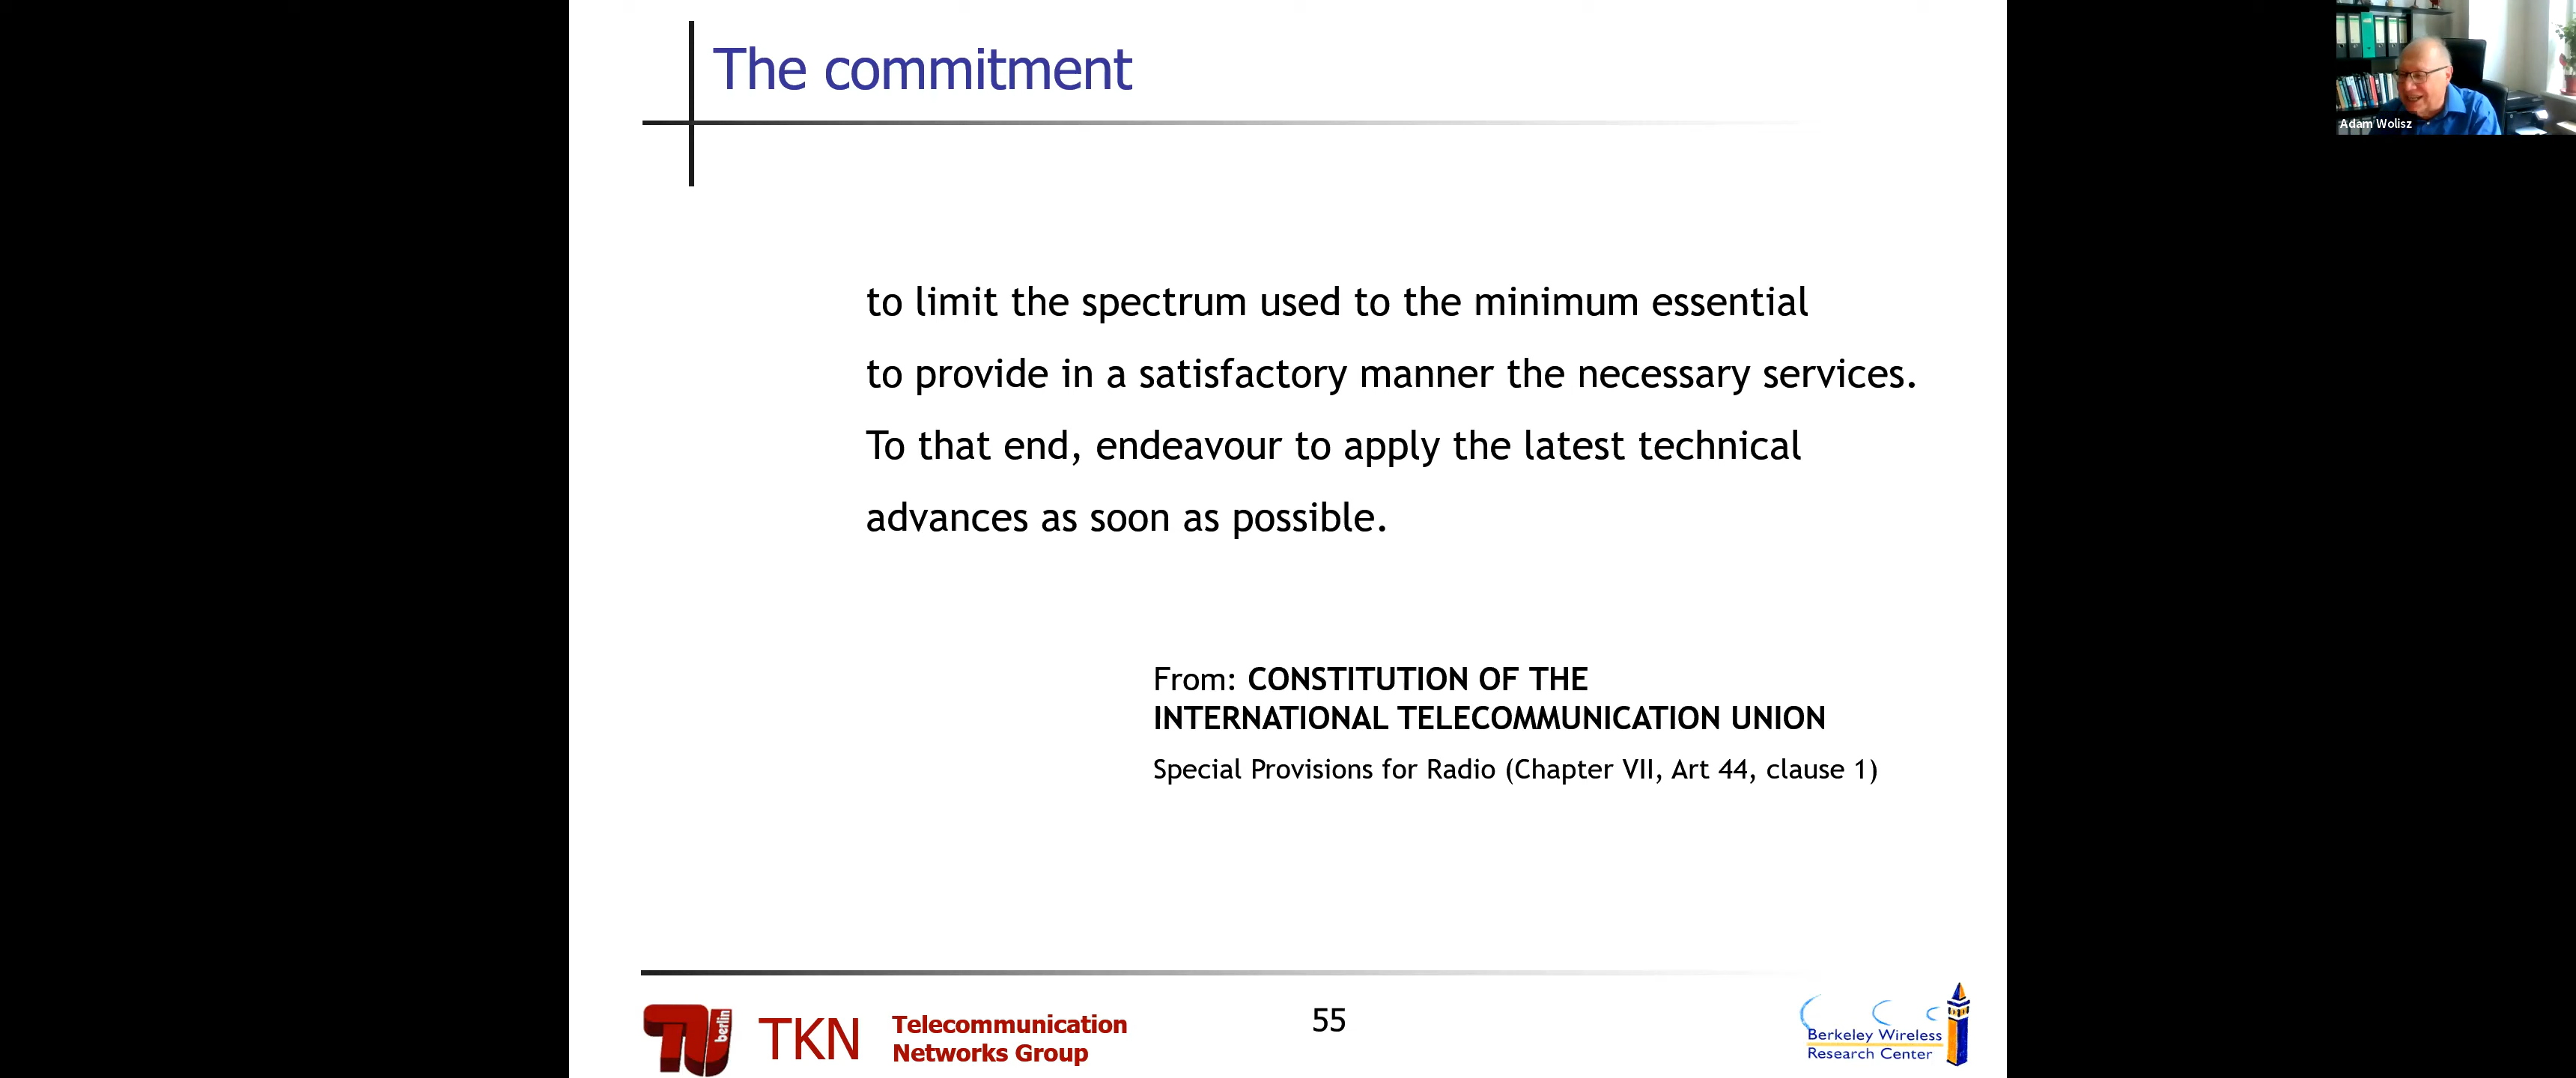 The commitment
Adam Wolisz
to limit the spectrum used to the minimum essential
to provide in a satisfactory manner the necessary services.
To that end, endeavour to apply the latest technical
advances as soon as possible.
From: CONSTITUTION OF THE
INTERNATIONAL TELECOMMUNICATION UNION
Special Provisions for Radio (Chapter VII, Art 44, clause 1)
TU berlin
TKN
Telecommunication
Networks Group
55
Berkeley Wireless
Research Center